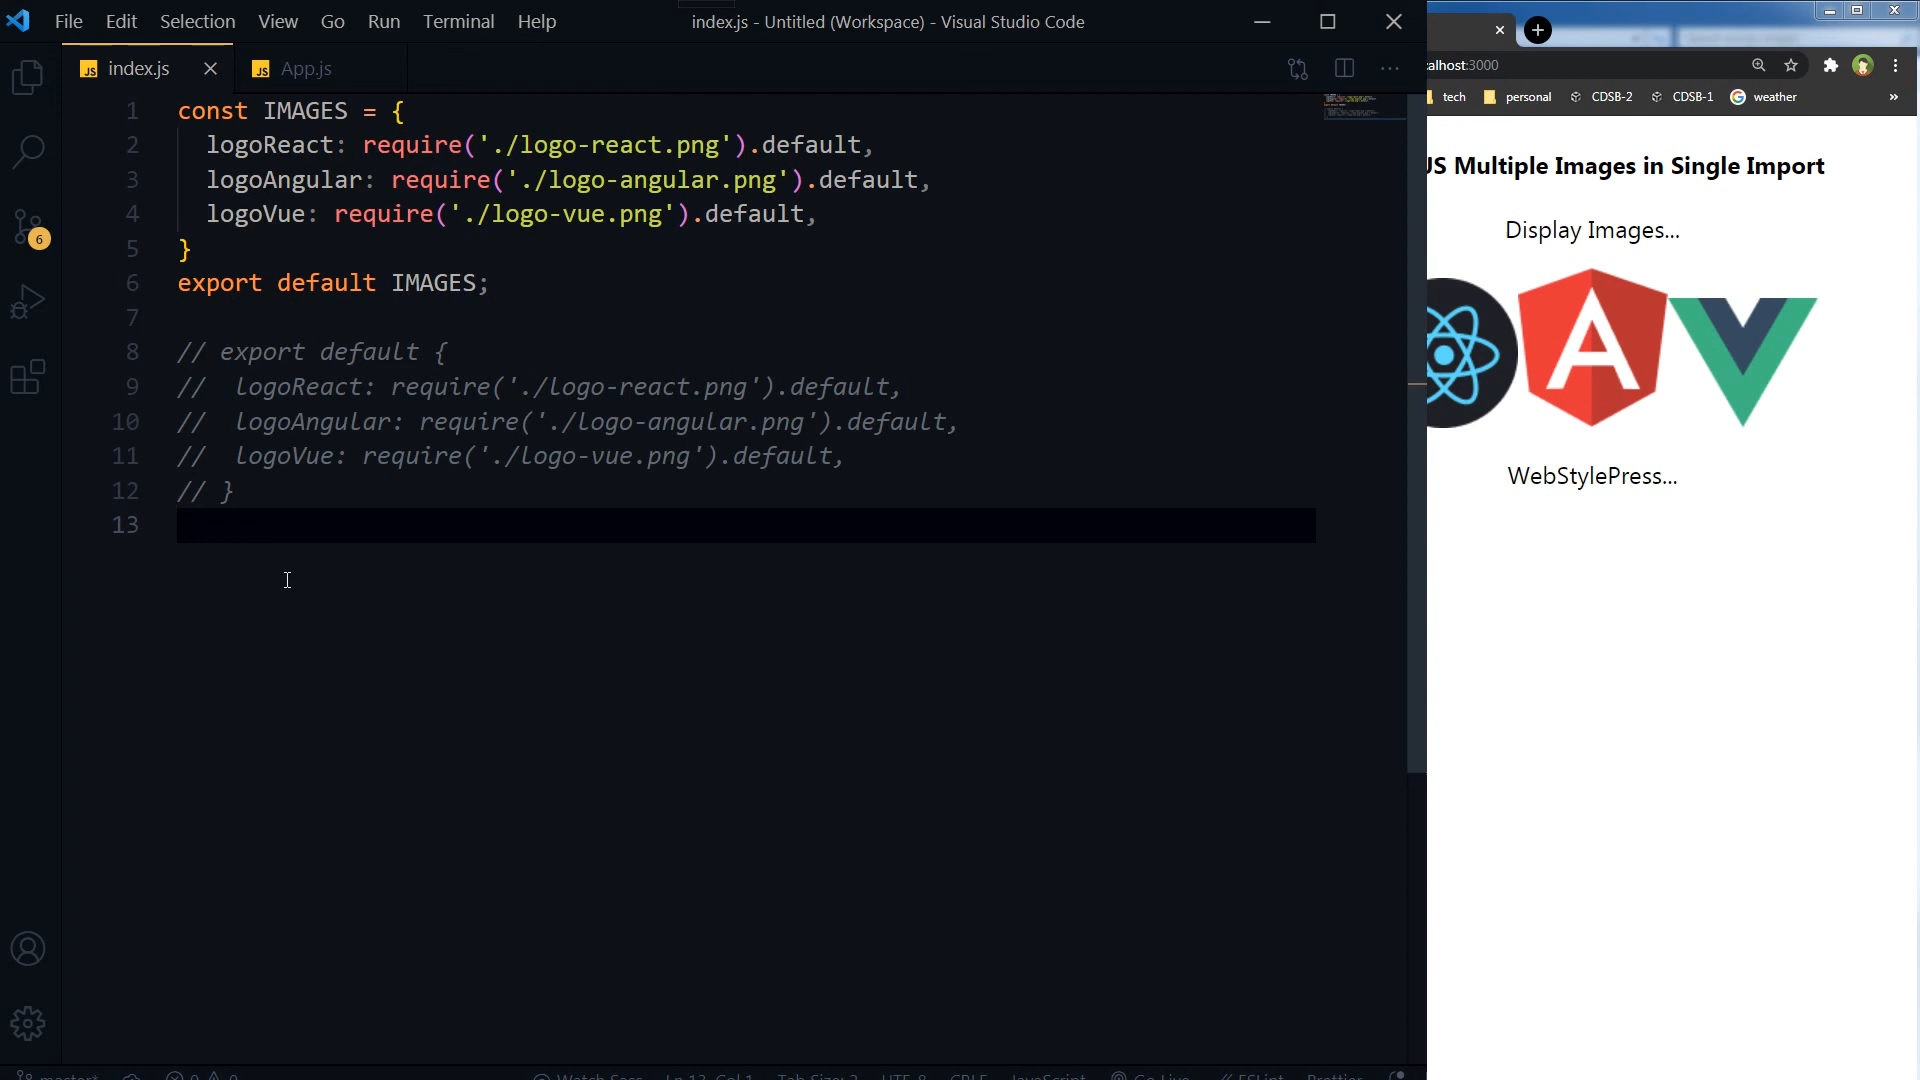 File Edit Selection View Go Run Terminal Help
index.js - Untitled (Workspace) - Visual Studio Code
JS index.js
JS App.js
1 const IMAGES = {
2 logoReact: require('./logo-react.png').default,
3 logoAngular: require('./logo-angular.png').default,
4 logoVue: require('./logo-vue.png').default,
5 }
6 export default IMAGES;
7
8 // export default {
9 //  logoReact: require('./logo-react.png').default,
10 //  logoAngular: require('./logo-angular.png').default,
11 //  logoVue: require('./logo-vue.png').default,
12 // }
13
6
alhost:3000
tech personal CDSB-2 CDSB-1 weather »
JS Multiple Images in Single Import
Display Images...
WebStylePress...